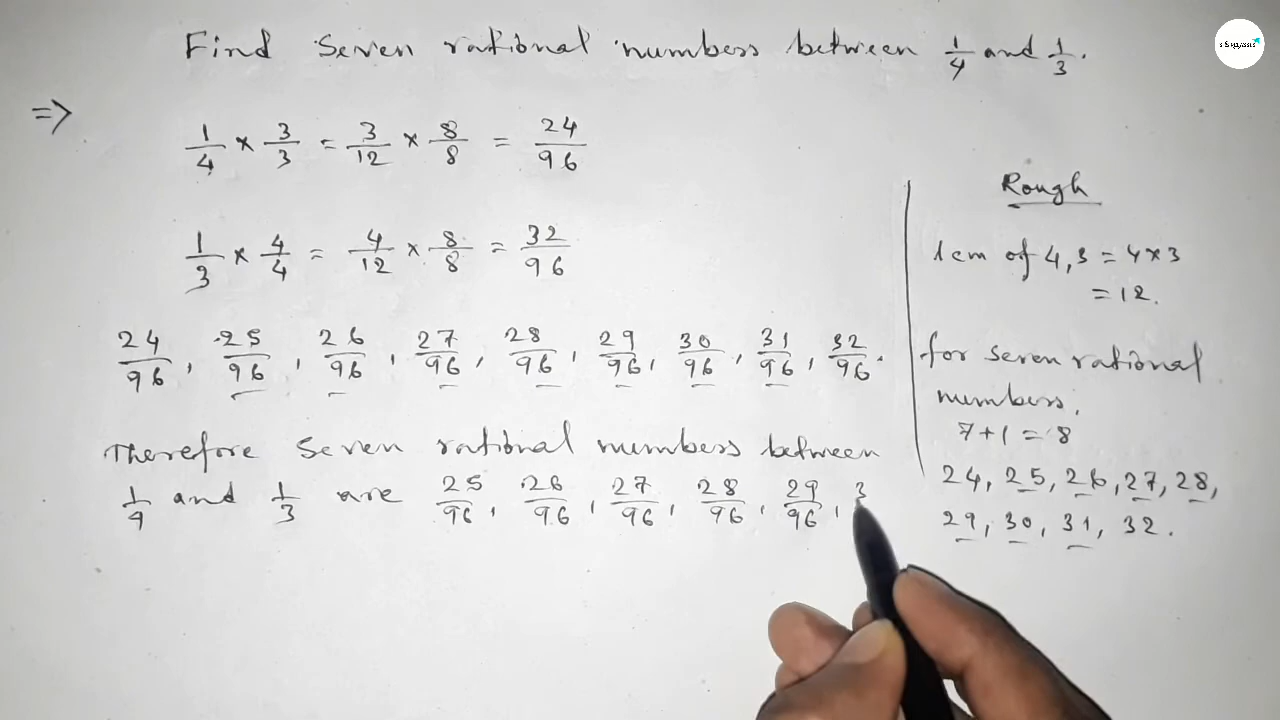 Find Seven rational numbers between 1/4 and 1/3.
=>
1/4 × 3/3 = 3/12 × 8/8 = 24/96
1/3 × 4/4 = 4/12 × 8/8 = 32/96
24/96, 25/96, 26/96, 27/96, 28/96, 29/96, 30/96, 31/96, 32/96.
Therefore Seven rational numbers between
1/4 and 1/3 are 25/96, 26/96, 27/96, 28/96, 29/96, 3
Rough
lcm of 4,3 = 4×3
= 12.
for seven rational
numbers,
7+1 = 8
24, 25, 26, 27, 28,
29, 30, 31, 32.